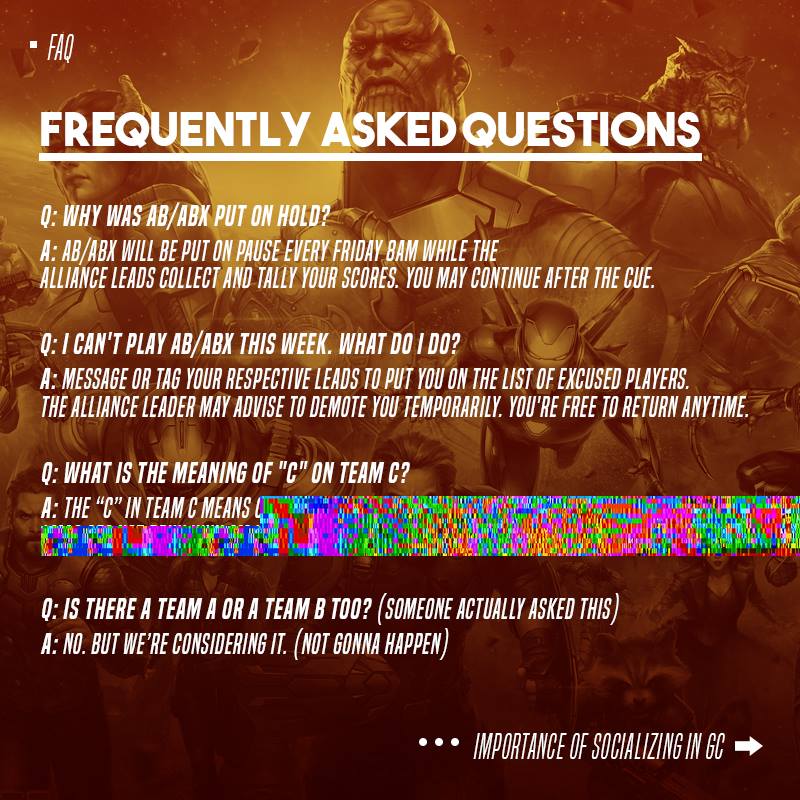 FAQ
FREQUENTLY ASKED QUESTIONS
Q: WHY WAS AB/ABX PUT ON HOLD?
A: AB/ABX WILL BE PUT ON PAUSE EVERY FRIDAY 8AM WHILE THE
ALLIANCE LEADS COLLECT AND TALLY YOUR SCORES. YOU MAY CONTINUE AFTER THE CUE.
Q: I CAN'T PLAY AB/ABX THIS WEEK. WHAT DO I DO?
A: MESSAGE OR TAG YOUR RESPECTIVE LEADS TO PUT YOU ON THE LIST OF EXCUSED PLAYERS.
THE ALLIANCE LEADER MAY ADVISE TO DEMOTE YOU TEMPORARILY. YOU'RE FREE TO RETURN ANYTIME.
Q: WHAT IS THE MEANING OF "C" ON TEAM C?
A: THE “C” IN TEAM C MEANS
Q: IS THERE A TEAM A OR A TEAM B TOO? (SOMEONE ACTUALLY ASKED THIS)
A: NO. BUT WE’RE CONSIDERING IT. (NOT GONNA HAPPEN)
IMPORTANCE OF SOCIALIZING IN GC